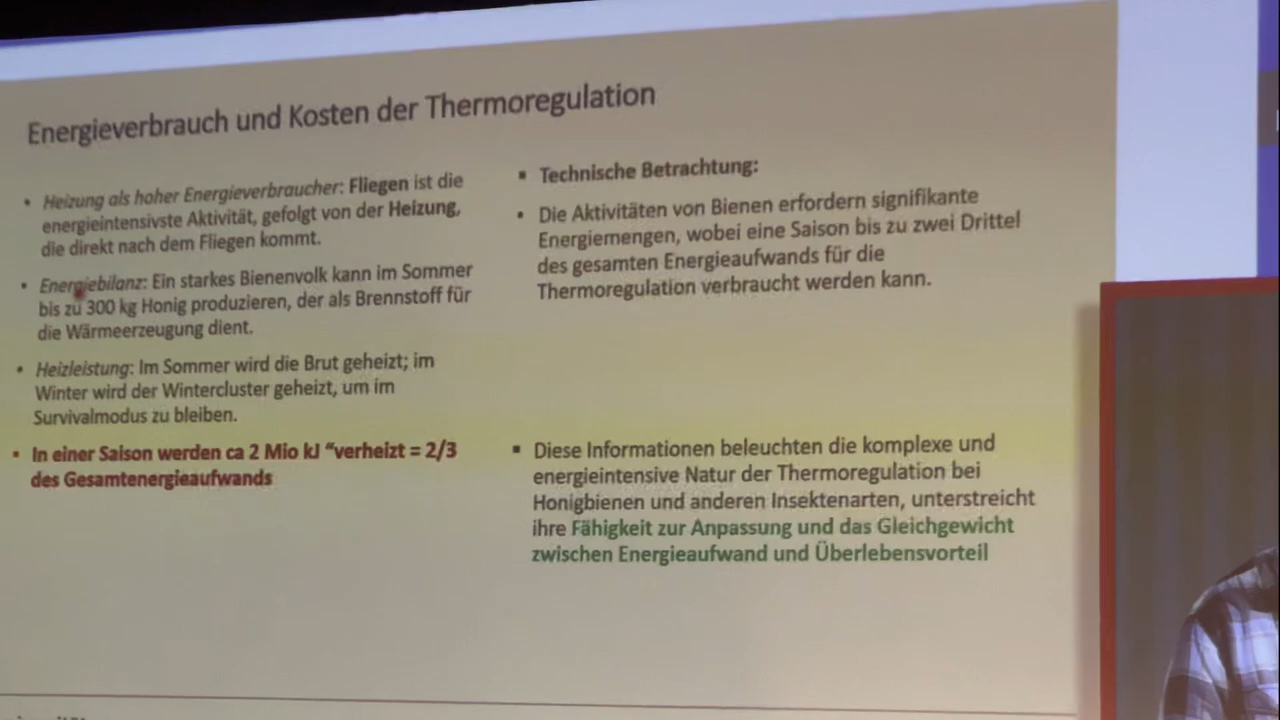 Energieverbrauch und Kosten der Thermoregulation
• Heizung als hoher Energieverbraucher: Fliegen ist die
energieintensivste Aktivität, gefolgt von der Heizung,
die direkt nach dem Fliegen kommt.
• Energiebilanz: Ein starkes Bienenvolk kann im Sommer
bis zu 300 kg Honig produzieren, der als Brennstoff für
die Wärmeerzeugung dient.
• Heizleistung: Im Sommer wird die Brut geheizt; im
Winter wird der Wintercluster geheizt, um im
Survivalmodus zu bleiben.
▪ In einer Saison werden ca 2 Mio kJ “verheizt = 2/3
des Gesamtenergieaufwands
▪ Technische Betrachtung:
• Die Aktivitäten von Bienen erfordern signifikante
Energiemengen, wobei eine Saison bis zu zwei Drittel
des gesamten Energieaufwands für die
Thermoregulation verbraucht werden kann.
▪ Diese Informationen beleuchten die komplexe und
energieintensive Natur der Thermoregulation bei
Honigbienen und anderen Insektenarten, unterstreicht
ihre Fähigkeit zur Anpassung und das Gleichgewicht
zwischen Energieaufwand und Überlebensvorteil